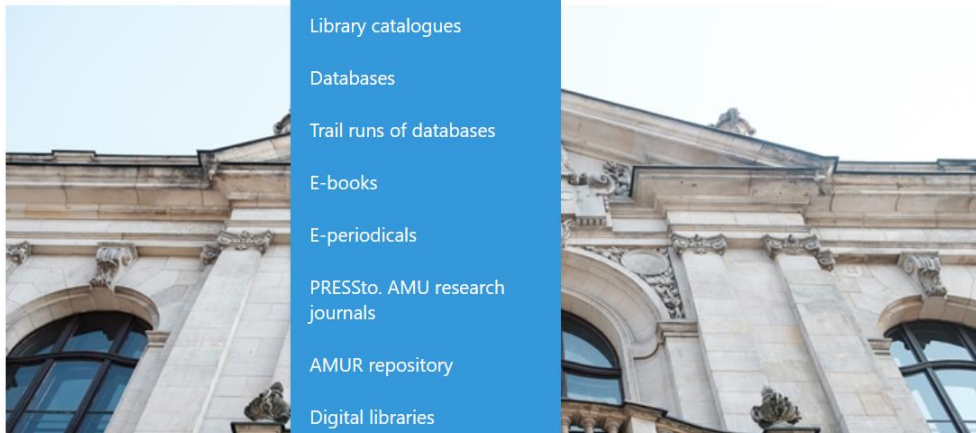 Library catalogues
Databases
Trail runs of databases
E-books
E-periodicals
PRESSto. AMU research
journals
AMUR repository
Digital libraries